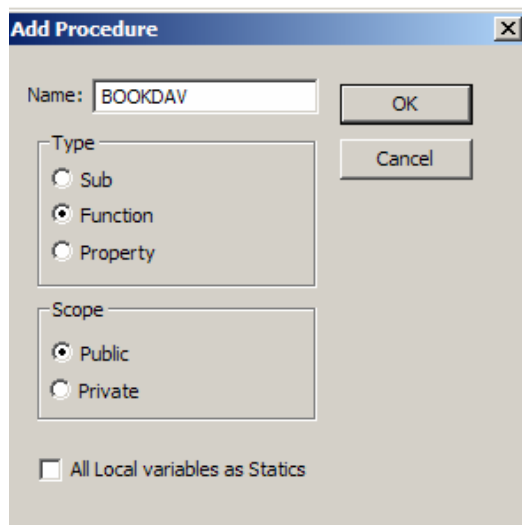 Add Procedure
Name: BOOKDAV
OK
Cancel
Type
Sub
Function
Property
Scope
Public
Private
All Local variables as Statics